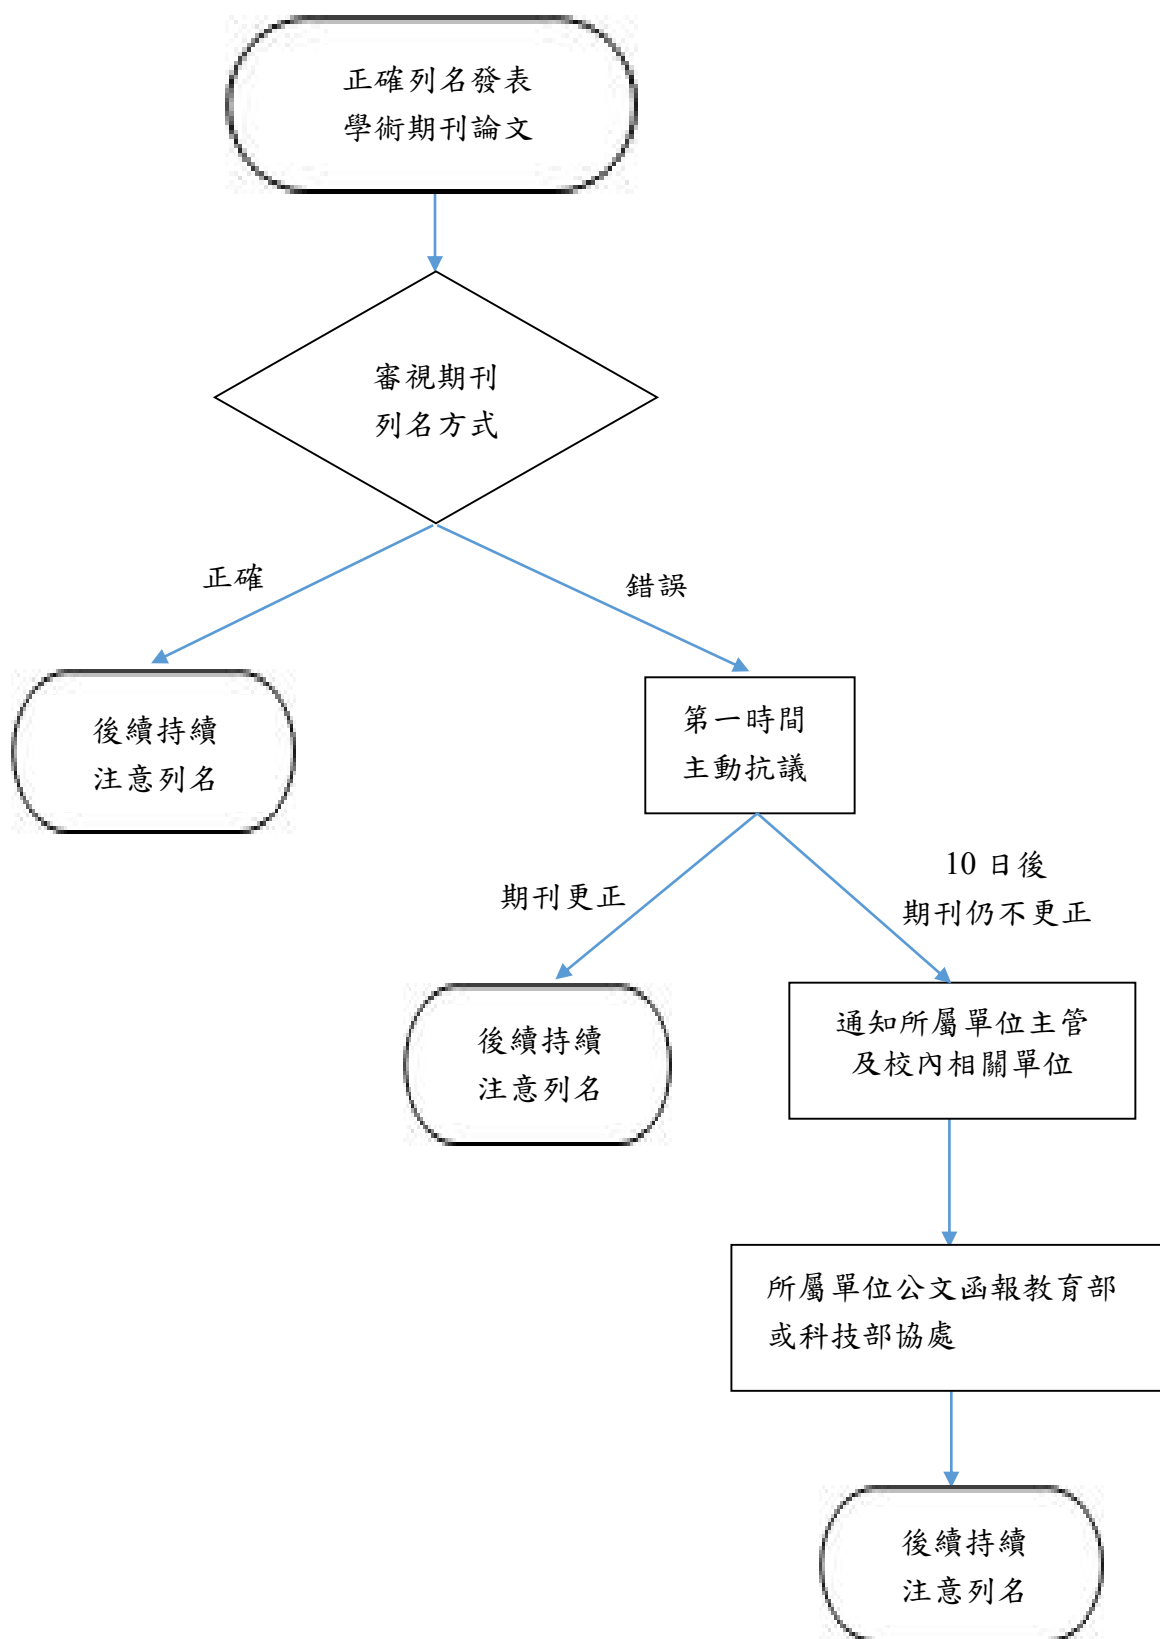 正確列名發表
學術期刊論文
審視期刊
列名方式
正確
錯誤
後續持續
注意列名
第一時間
主動抗議
期刊更正
10 日後
期刊仍不更正
後續持續
注意列名
通知所屬單位主管
及校內相關單位
所屬單位公文函報教育部
或科技部協處
後續持續
注意列名